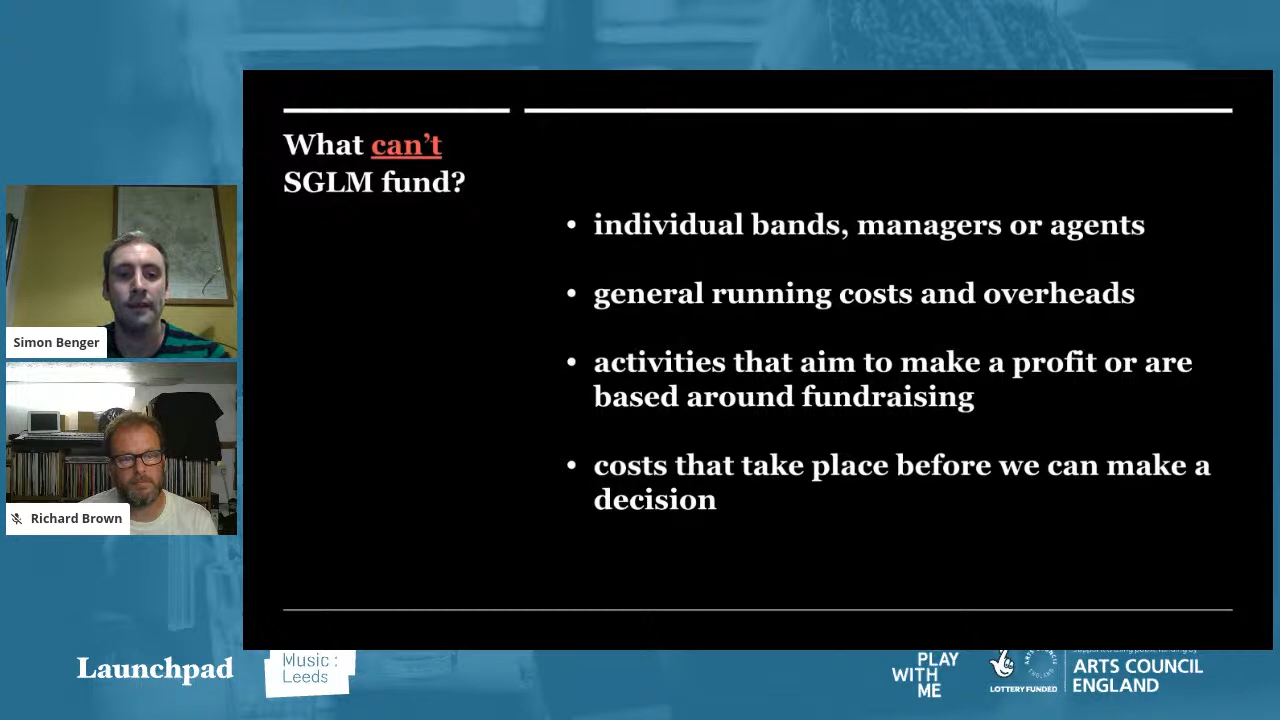 What can't
SGLM fund?
• individual bands, managers or agents
• general running costs and overheads
• activities that aim to make a profit or are
based around fundraising
• costs that take place before we can make a
decision
Simon Benger
Richard Brown
Launchpad
Music:
Leeds
PLAY
WITH
ME
LOTTERY FUNDED
ARTS COUNCIL
ENGLAND